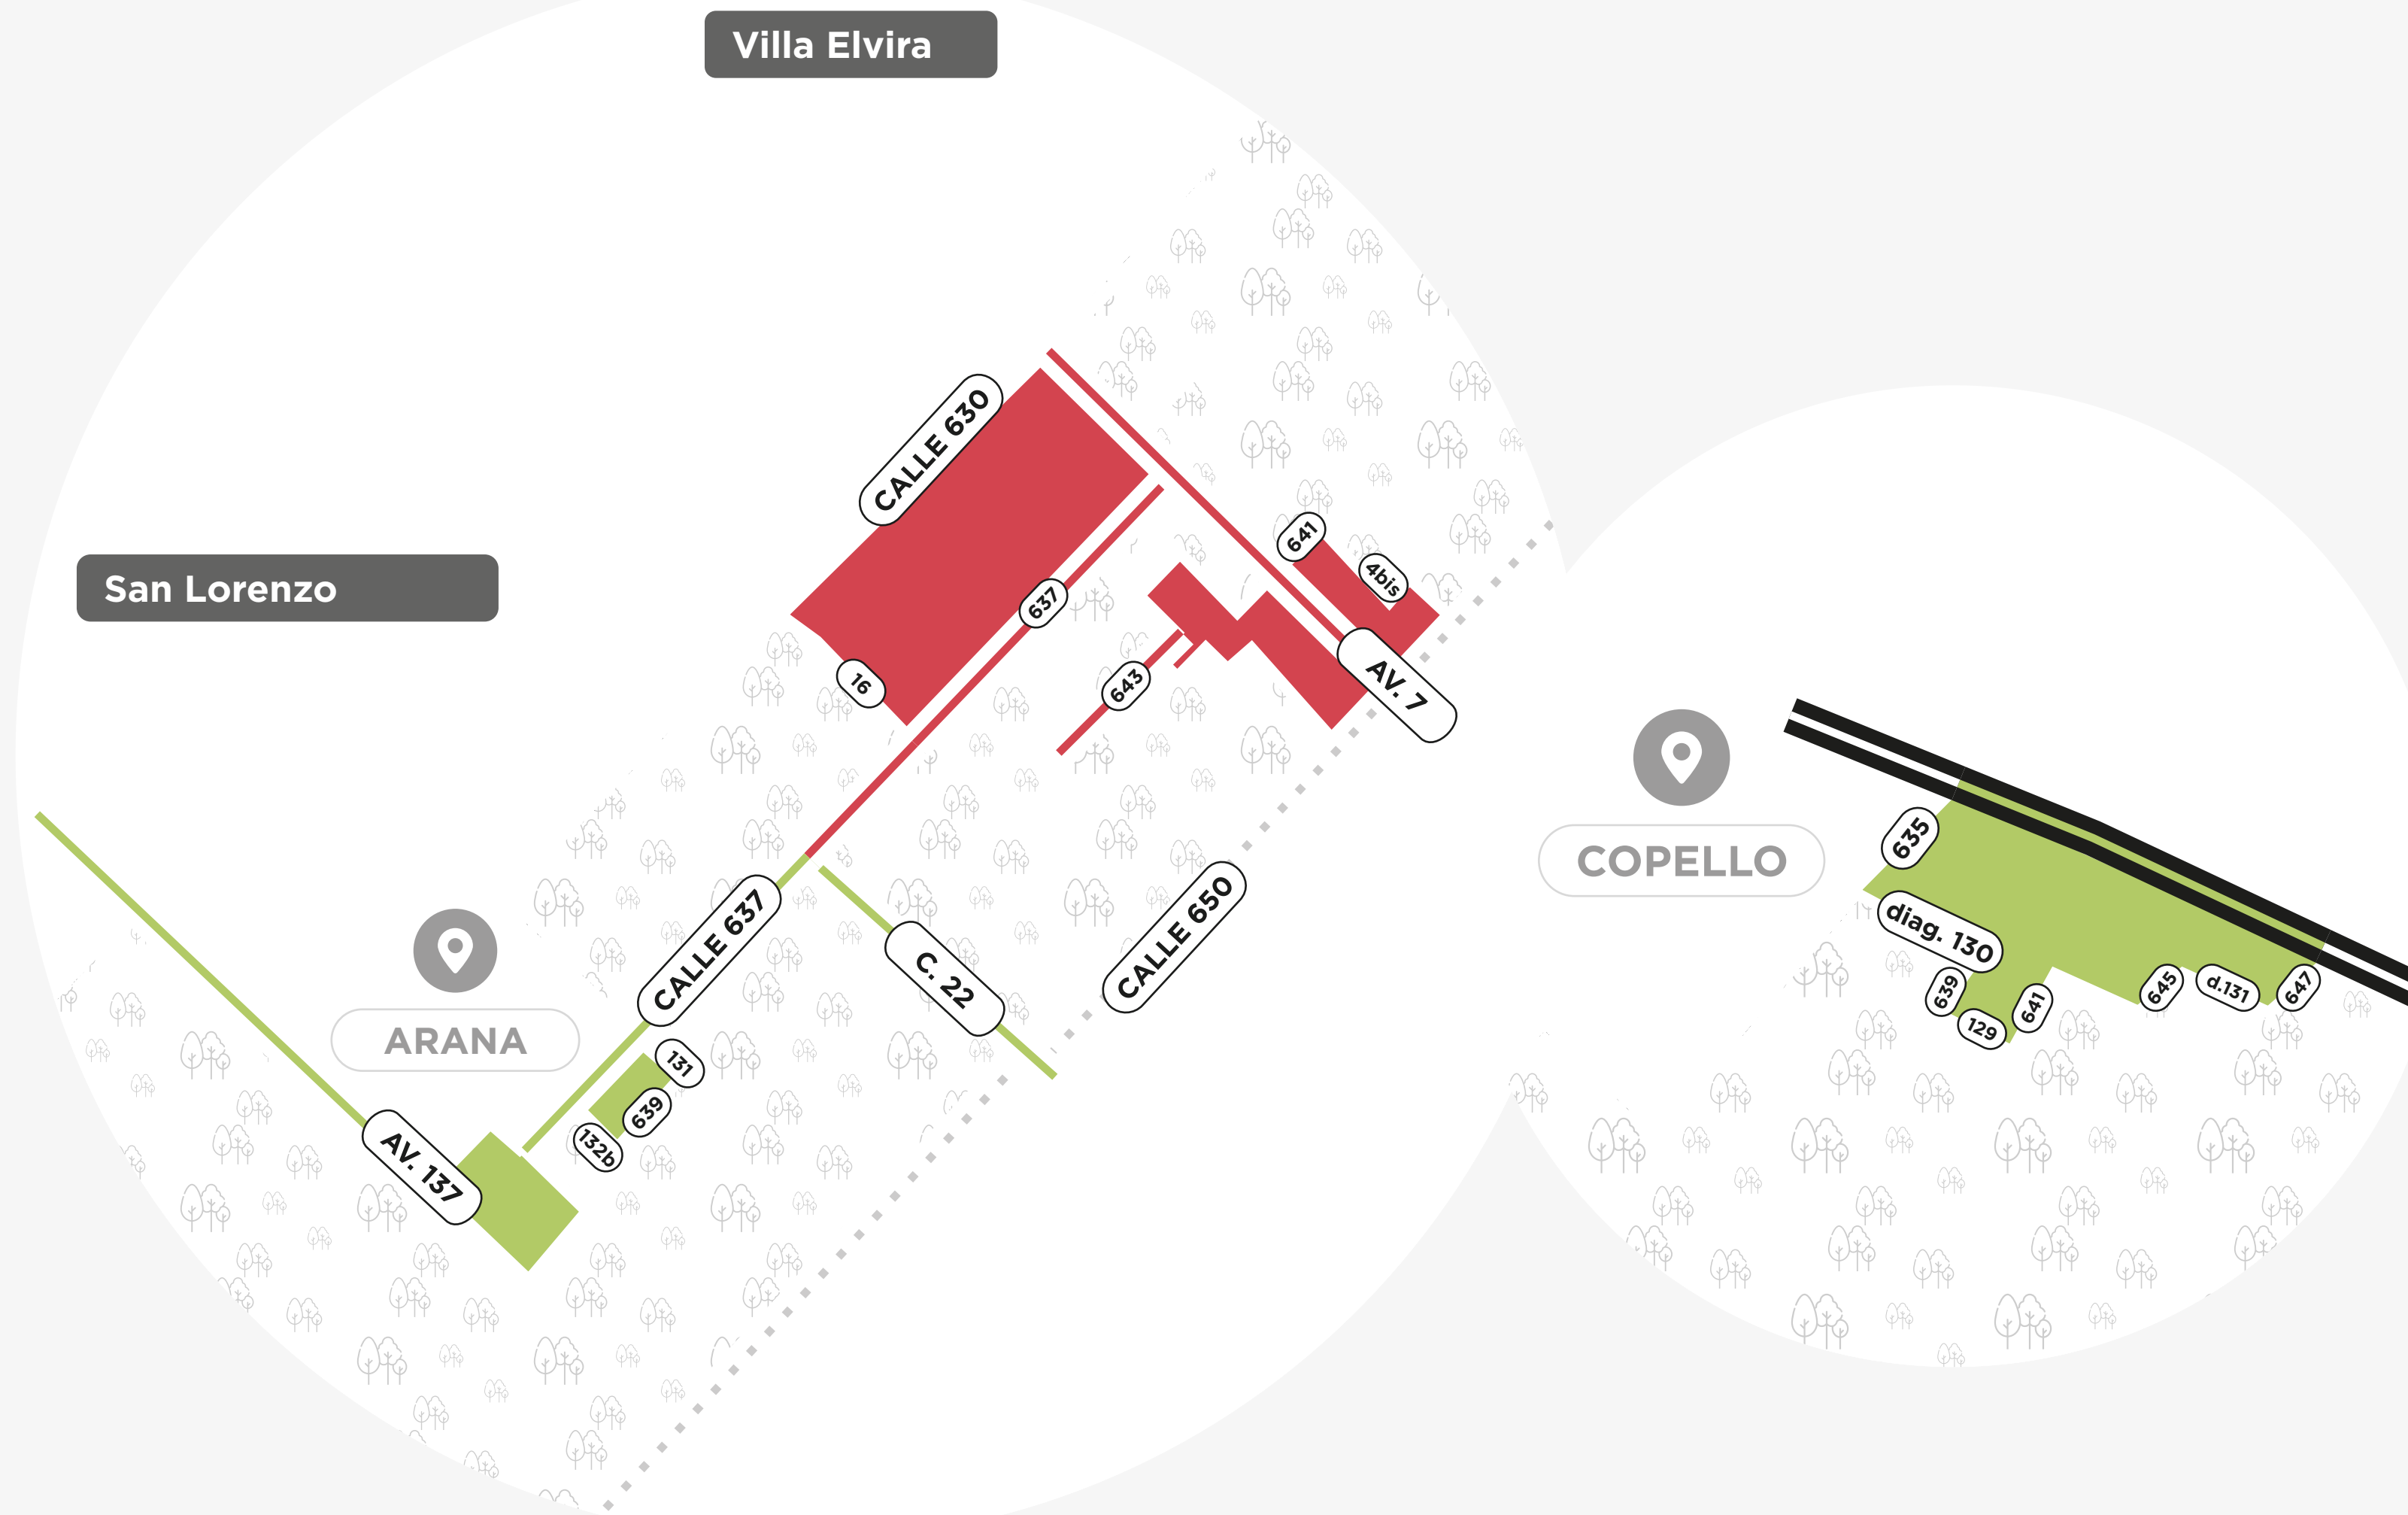 Villa Elvira
CALLE 630
641
4bis
San Lorenzo
637
16
643
AV. 7
COPELLO
635
diag. 130
639
129
641
645
d.131
647
CALLE 637
C. 22
CALLE 650
ARANA
131
639
132b
AV. 137